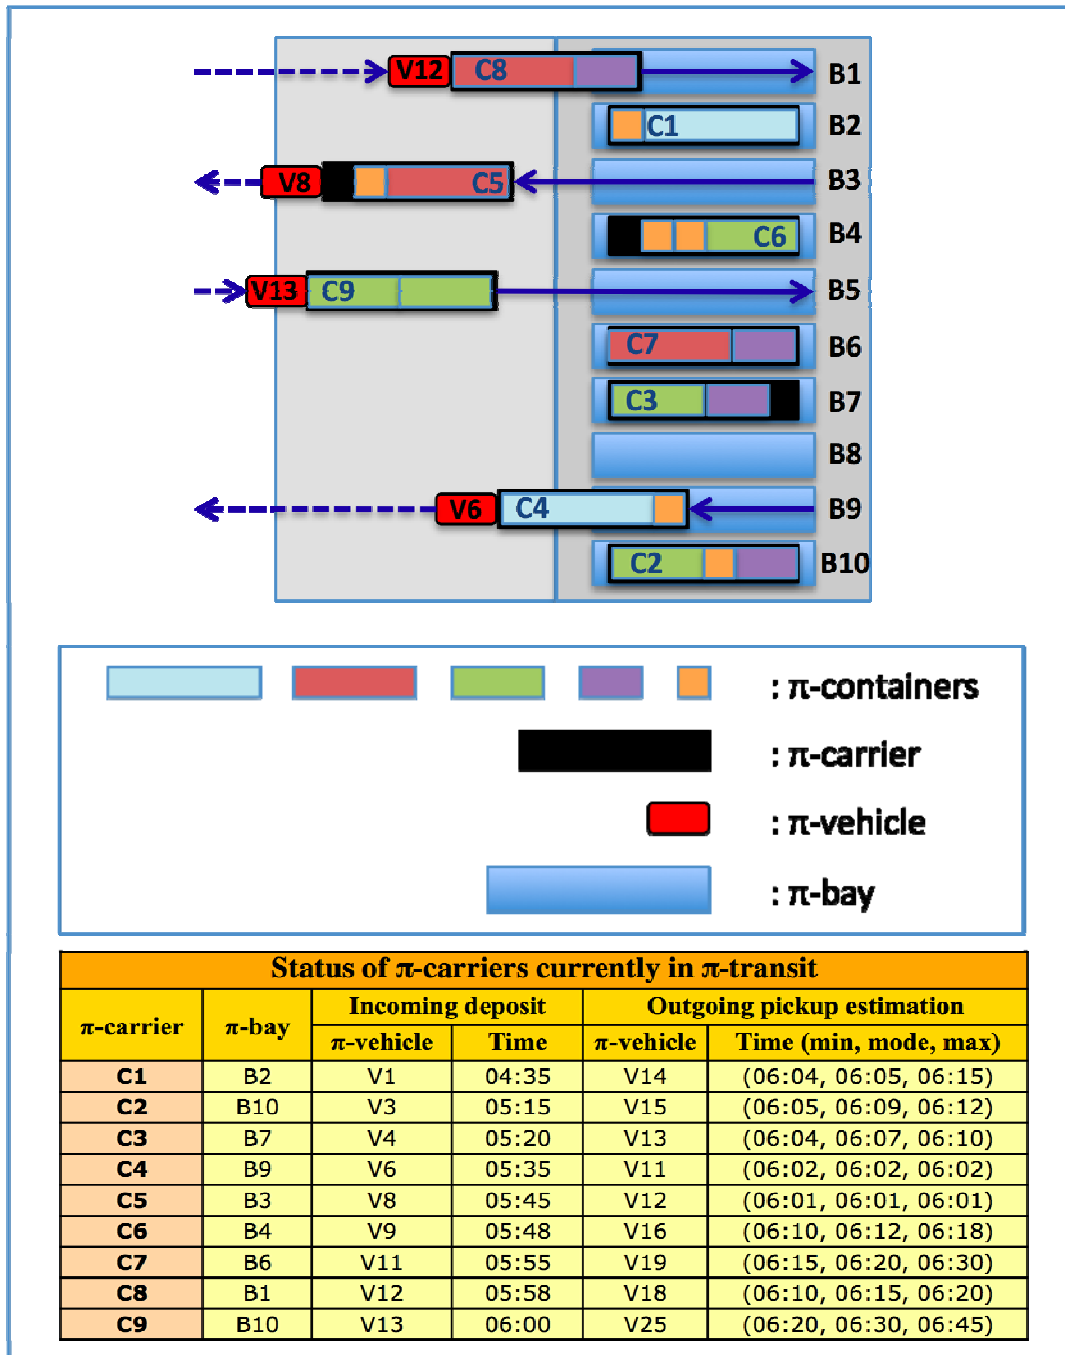 V12 C8 B1
C1 B2
V8 C5 B3
C6 B4
V13 C9 B5
C7 B6
C3 B7
B8
V6 C4 B9
C2 B10
: π-containers
: π-carrier
: π-vehicle
: π-bay
Status of π-carriers currently in π-transit
π-carrier π-bay Incoming deposit Outgoing pickup estimation
π-vehicle Time π-vehicle Time (min, mode, max)
C1 B2 V1 04:35 V14 (06:04, 06:05, 06:15)
C2 B10 V3 05:15 V15 (06:05, 06:09, 06:12)
C3 B7 V4 05:20 V13 (06:04, 06:07, 06:10)
C4 B9 V6 05:35 V11 (06:02, 06:02, 06:02)
C5 B3 V8 05:45 V12 (06:01, 06:01, 06:01)
C6 B4 V9 05:48 V16 (06:10, 06:12, 06:18)
C7 B6 V11 05:55 V19 (06:15, 06:20, 06:30)
C8 B1 V12 05:58 V18 (06:10, 06:15, 06:20)
C9 B10 V13 06:00 V25 (06:20, 06:30, 06:45)